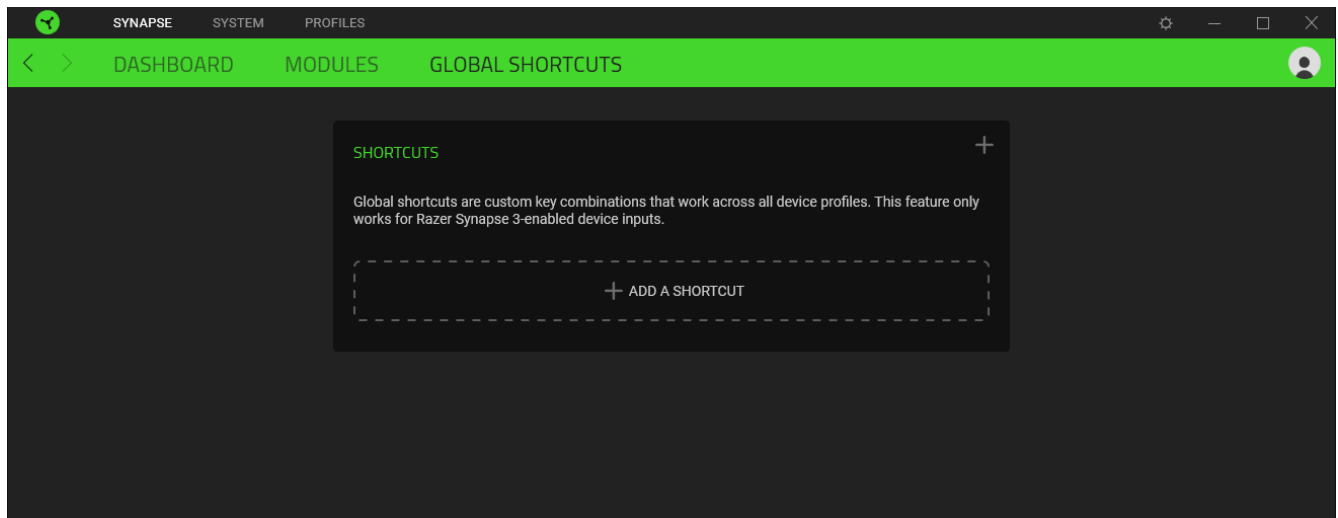 SYNAPSE SYSTEM PROFILES
DASHBOARD MODULES GLOBAL SHORTCUTS
SHORTCUTS
Global shortcuts are custom key combinations that work across all device profiles. This feature only
works for Razer Synapse 3-enabled device inputs.
ADD A SHORTCUT